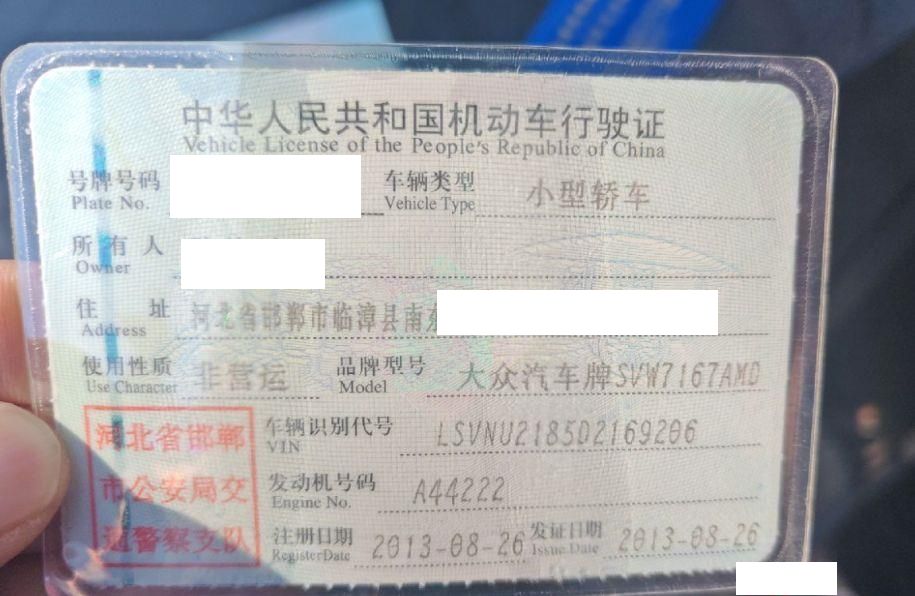 中华人民共和国机动车行驶证
Vehicle License of the People's Republic of China
号牌号码 车辆类型 小型轿车
Plate No. Vehicle Type
所有人
Owner
住址 河北省邯郸市临漳县南东
Address
使用性质 非营运 品牌型号 大众汽车牌SVW7167AMD
Use Character Model
河北省邯郸
市公安局交
通警察支队
车辆识别代号 LSVNU2185D2169206
VIN
发动机号码 A44222
Engine No.
注册日期 2013-08-26 发证日期 2013-08-26
RegisterDate Issue Date